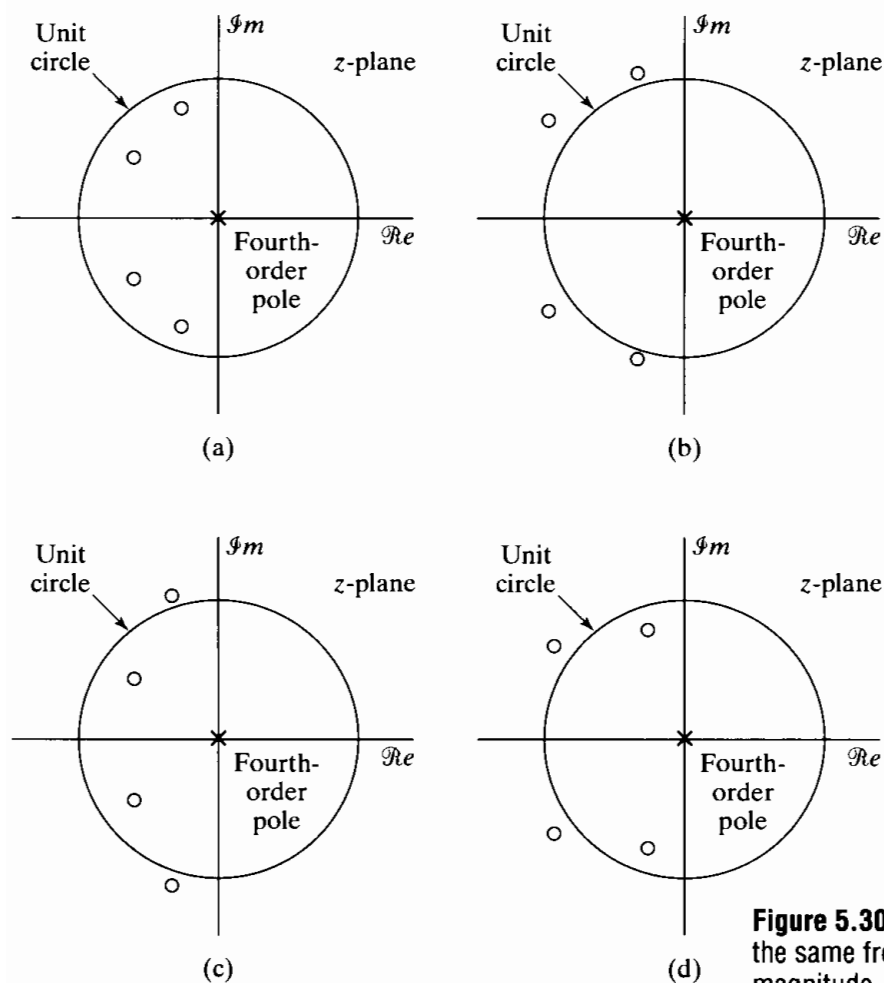 Unit
circle
ℐm
z-plane
ℛe
Fourth-
order
pole
(a)
Unit
circle
ℐm
z-plane
ℛe
Fourth-
order
pole
(b)
Unit
circle
ℐm
z-plane
ℛe
Fourth-
order
pole
(c)
Unit
circle
ℐm
z-plane
ℛe
Fourth-
order
pole
(d)
Figure 5.30
the same fre
magnitude